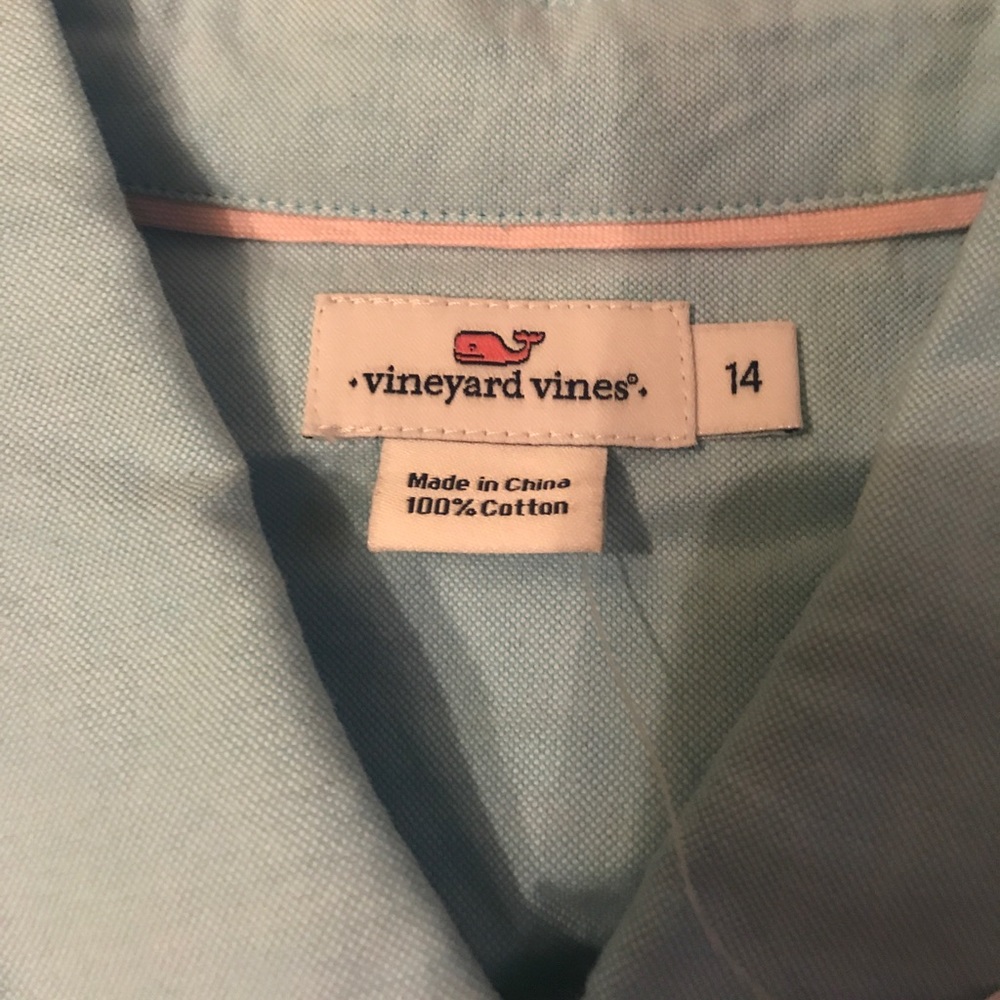 · vineyard vines® ·
14
Made in China
100% Cotton